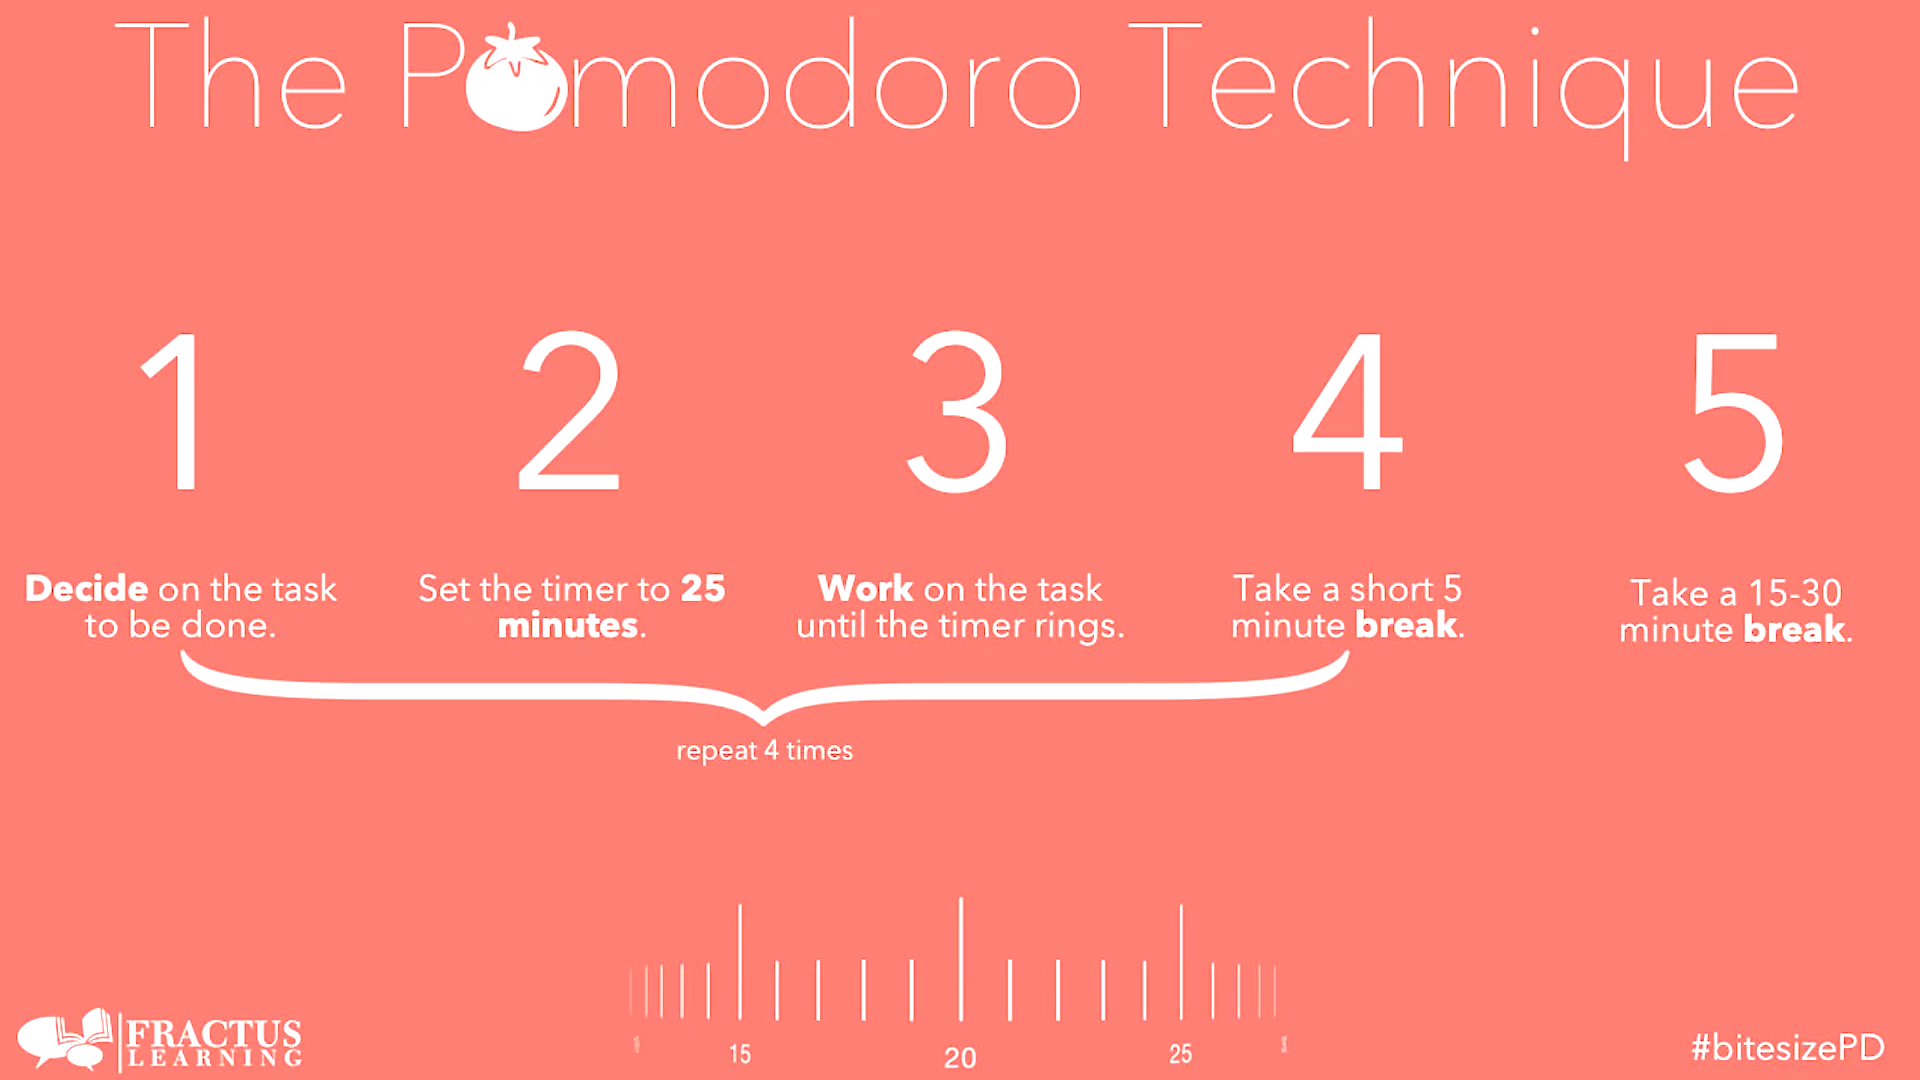 The Pomodoro Technique
1
2
3
4
5
Decide on the task
to be done.
Set the timer to 25
minutes.
Work on the task
until the timer rings.
Take a short 5
minute break.
Take a 15-30
minute break.
repeat 4 times
15
20
25
FRACTUS
LEARNING
#bitesizePD